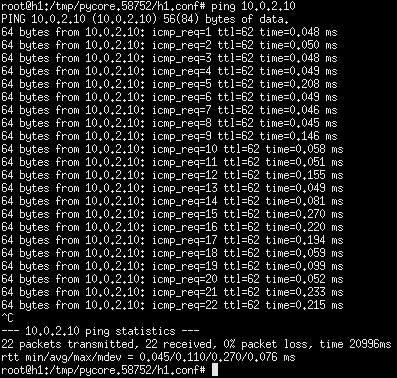 root@h1:/tmp/pycore.58752/h1.conf# ping 10.0.2.10
PING 10.0.2.10 (10.0.2.10) 56(84) bytes of data.
64 bytes from 10.0.2.10: icmp_req=1 ttl=62 time=0.048 ms
64 bytes from 10.0.2.10: icmp_req=2 ttl=62 time=0.050 ms
64 bytes from 10.0.2.10: icmp_req=3 ttl=62 time=0.048 ms
64 bytes from 10.0.2.10: icmp_req=4 ttl=62 time=0.049 ms
64 bytes from 10.0.2.10: icmp_req=5 ttl=62 time=0.208 ms
64 bytes from 10.0.2.10: icmp_req=6 ttl=62 time=0.049 ms
64 bytes from 10.0.2.10: icmp_req=7 ttl=62 time=0.046 ms
64 bytes from 10.0.2.10: icmp_req=8 ttl=62 time=0.045 ms
64 bytes from 10.0.2.10: icmp_req=9 ttl=62 time=0.146 ms
64 bytes from 10.0.2.10: icmp_req=10 ttl=62 time=0.058 ms
64 bytes from 10.0.2.10: icmp_req=11 ttl=62 time=0.051 ms
64 bytes from 10.0.2.10: icmp_req=12 ttl=62 time=0.155 ms
64 bytes from 10.0.2.10: icmp_req=13 ttl=62 time=0.049 ms
64 bytes from 10.0.2.10: icmp_req=14 ttl=62 time=0.081 ms
64 bytes from 10.0.2.10: icmp_req=15 ttl=62 time=0.270 ms
64 bytes from 10.0.2.10: icmp_req=16 ttl=62 time=0.220 ms
64 bytes from 10.0.2.10: icmp_req=17 ttl=62 time=0.194 ms
64 bytes from 10.0.2.10: icmp_req=18 ttl=62 time=0.059 ms
64 bytes from 10.0.2.10: icmp_req=19 ttl=62 time=0.099 ms
64 bytes from 10.0.2.10: icmp_req=20 ttl=62 time=0.052 ms
64 bytes from 10.0.2.10: icmp_req=21 ttl=62 time=0.233 ms
64 bytes from 10.0.2.10: icmp_req=22 ttl=62 time=0.215 ms
^C
--- 10.0.2.10 ping statistics ---
22 packets transmitted, 22 received, 0% packet loss, time 20996ms
rtt min/avg/max/mdev = 0.045/0.110/0.270/0.076 ms
root@h1:/tmp/pycore.58752/h1.conf#